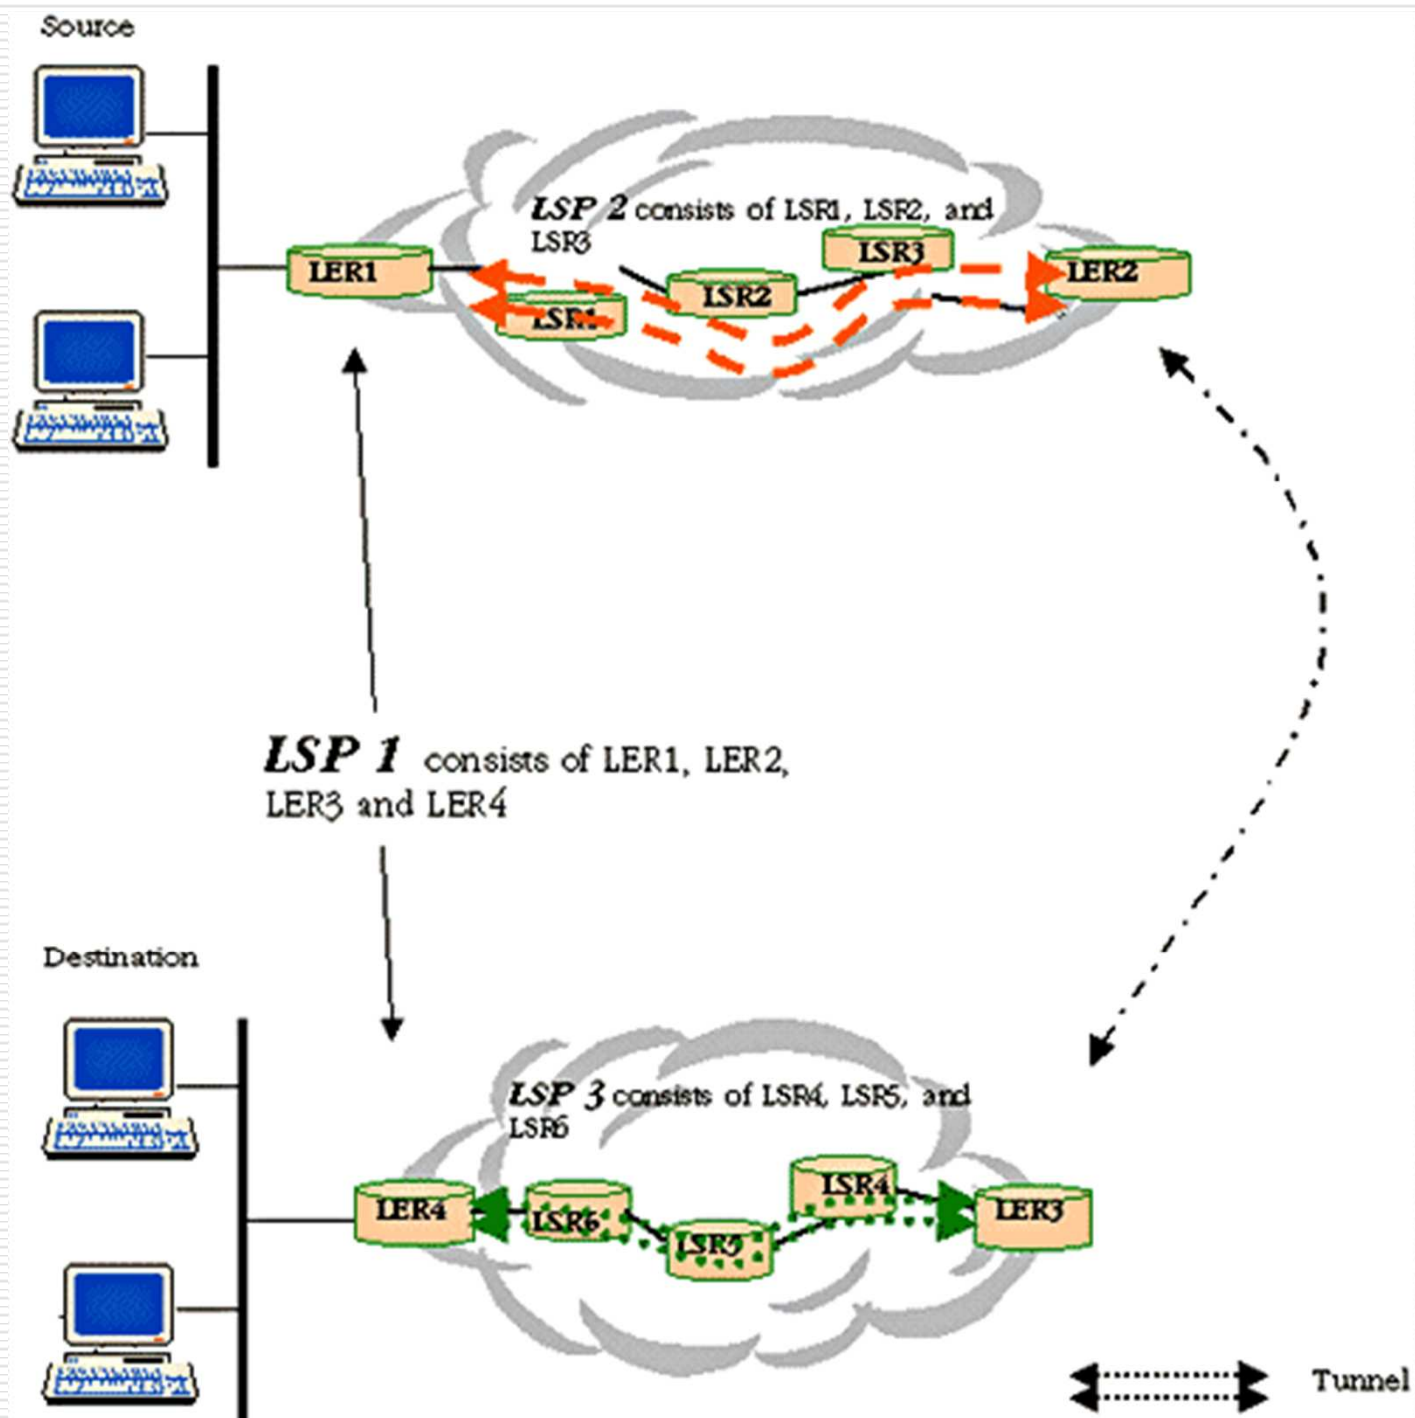 Source
LSP 2 consists of LSR1, LSR2, and
LSR3
LSR3
LER1
LER2
LSR2
LSR1
LSP 1 consists of LER1, LER2,
LER3 and LER4
Destination
LSP 3 consists of LSR4, LSR5, and
LSR6
LSR4
LER4
LSR6
LER3
LSR5
Tunnel